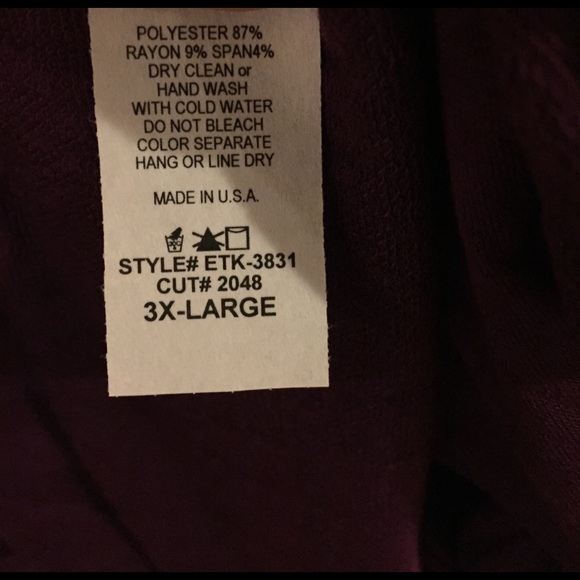 POLYESTER 87%
RAYON 9% SPAN4%
DRY CLEAN or
HAND WASH
WITH COLD WATER
DO NOT BLEACH
COLOR SEPARATE
HANG OR LINE DRY
MADE IN U.S.A.
STYLE# ETK-3831
CUT# 2048
3X-LARGE